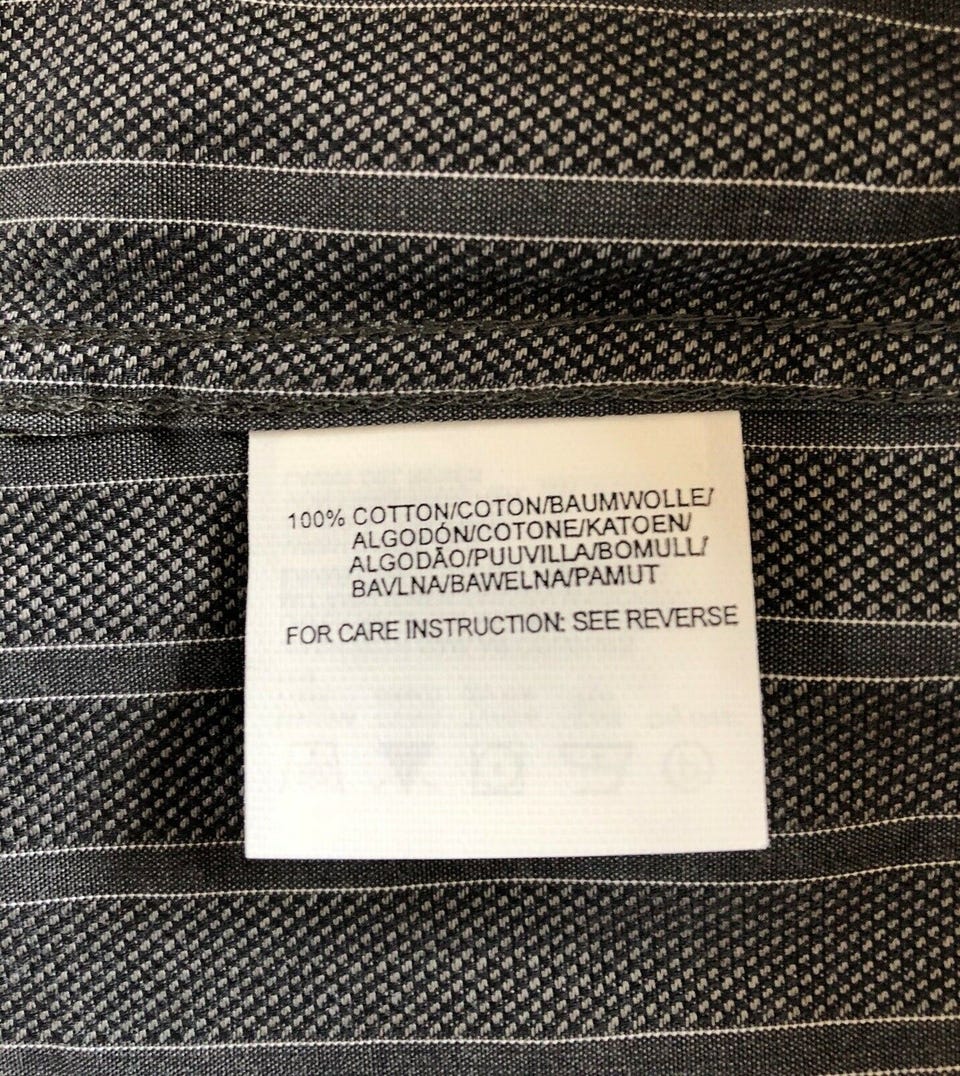 100% COTTON/COTON/BAUMWOLLE/
ALGODÓN/COTONE/KATOEN/
ALGODÃO/PUUVILLA/BOMULL/
BAVLNA/BAWELNA/PAMUT
FOR CARE INSTRUCTION: SEE REVERSE